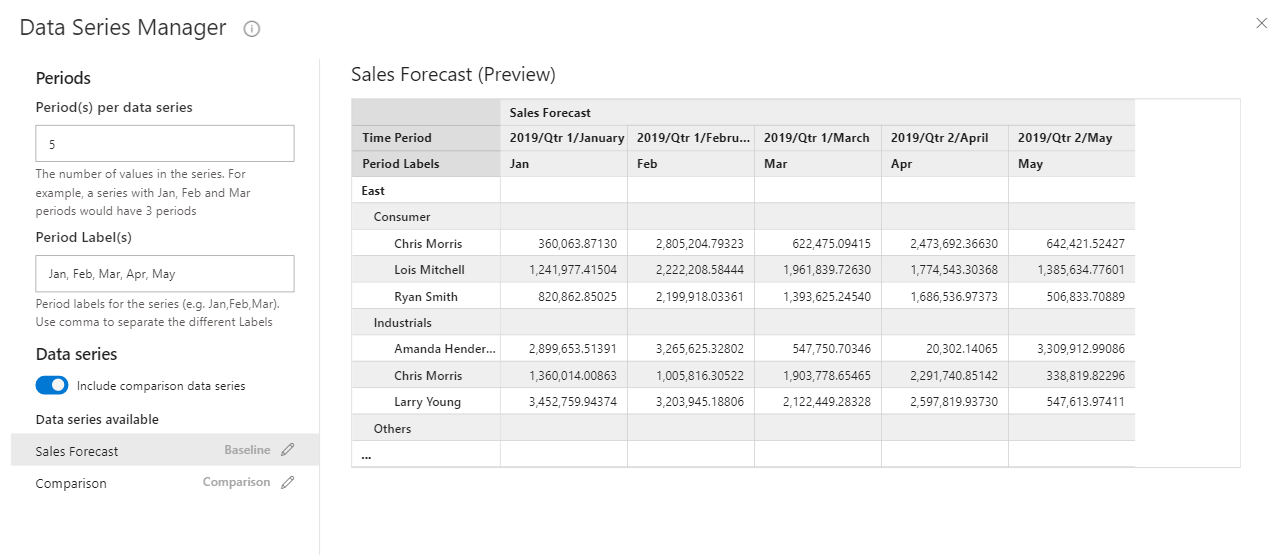 Data Series Manager
Periods
Period(s) per data series
5
The number of values in the series. For
example, a series with Jan, Feb and Mar
periods would have 3 periods
Period Label(s)
Jan, Feb, Mar, Apr, May
Period labels for the series (e.g. Jan,Feb,Mar).
Use comma to separate the different Labels
Data series
Include comparison data series
Data series available
Sales Forecast Baseline
Comparison Comparison
Sales Forecast (Preview)
Sales Forecast
Time Period 2019/Qtr 1/January 2019/Qtr 1/Febru... 2019/Qtr 1/March 2019/Qtr 2/April 2019/Qtr 2/May
Period Labels Jan Feb Mar Apr May
East
Consumer
Chris Morris 360,063.87130 2,805,204.79323 622,475.09415 2,473,692.36630 642,421.52427
Lois Mitchell 1,241,977.41504 2,222,208.58444 1,961,839.72630 1,774,543.30368 1,385,634.77601
Ryan Smith 820,862.85025 2,199,918.03361 1,393,625.24540 1,686,536.97373 506,833.70889
Industrials
Amanda Hender... 2,899,653.51391 3,265,625.32802 547,750.70346 20,302.14065 3,309,912.99086
Chris Morris 1,360,014.00863 1,005,816.30522 1,903,778.65465 2,291,740.85142 338,819.82296
Larry Young 3,452,759.94374 3,203,945.18806 2,122,449.28328 2,597,819.93730 547,613.97411
Others
...